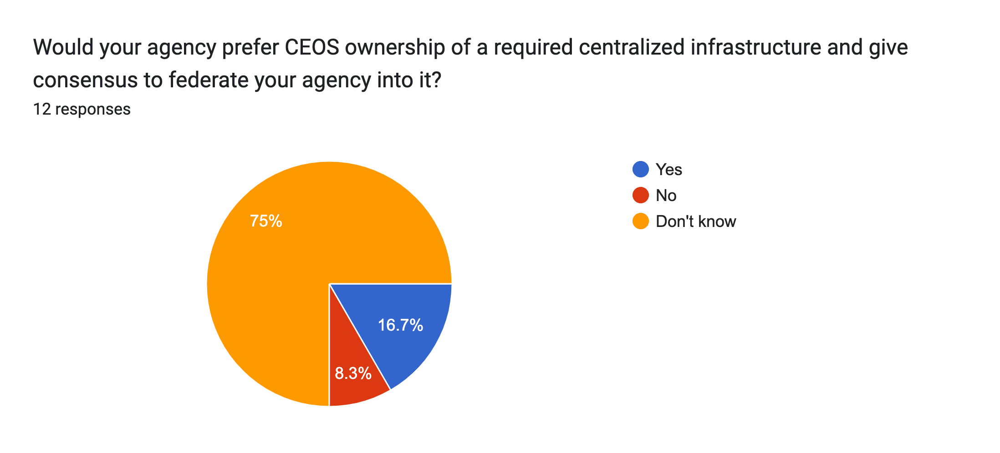 Would your agency prefer CEOS ownership of a required centralized infrastructure and give
consensus to federate your agency into it?
12 responses
Yes
No
Don't know
75%
16.7%
8.3%